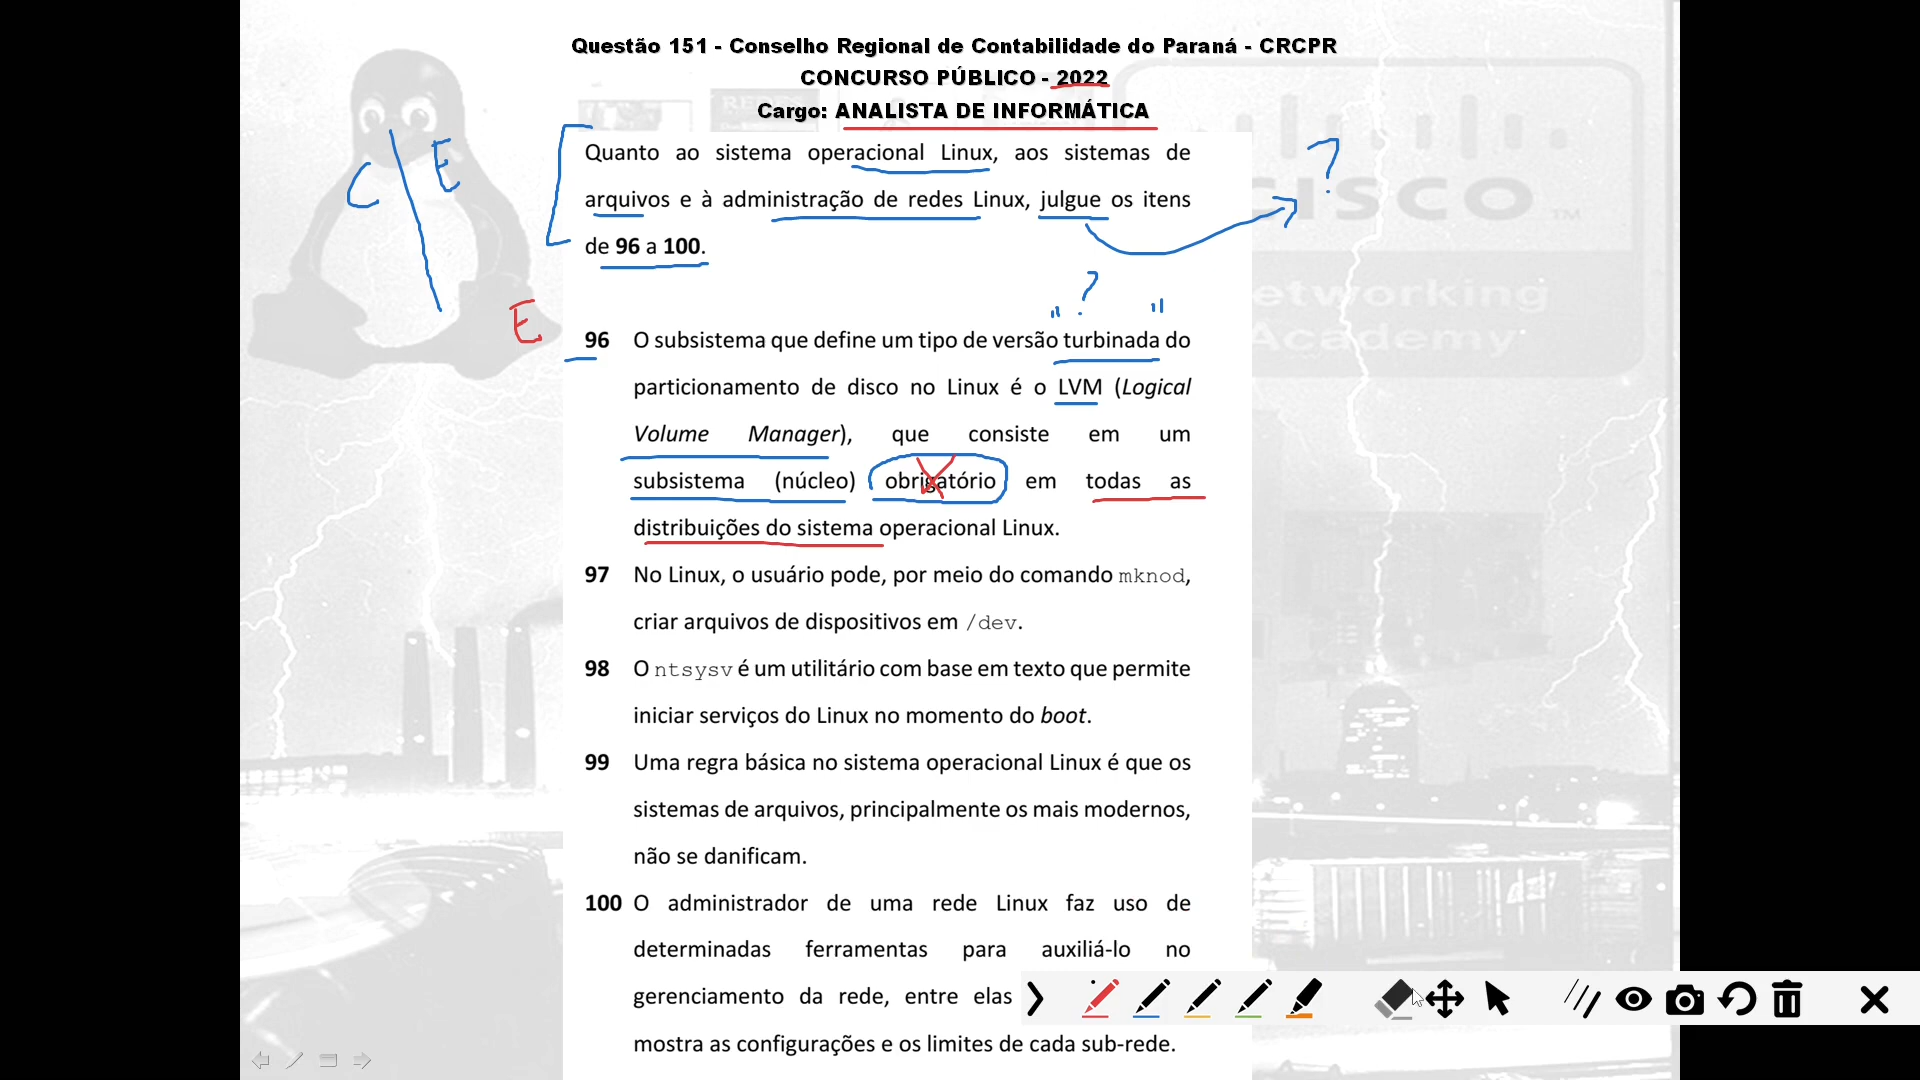 Questão 151 - Conselho Regional de Contabilidade do Paraná - CRCPR
CONCURSO PÚBLICO - 2022
Cargo: ANALISTA DE INFORMÁTICA
Quanto ao sistema operacional Linux, aos sistemas de
arquivos e à administração de redes Linux, julgue os itens
de 96 a 100.
C E
?
CISCO TM
Networking
Academy
" ? "
E
96 O subsistema que define um tipo de versão turbinada do
particionamento de disco no Linux é o LVM (Logical
Volume Manager), que consiste em um
subsistema (núcleo) obrigatório em todas as
distribuições do sistema operacional Linux.
97 No Linux, o usuário pode, por meio do comando mknod,
criar arquivos de dispositivos em /dev.
98 O ntsysv é um utilitário com base em texto que permite
iniciar serviços do Linux no momento do boot.
99 Uma regra básica no sistema operacional Linux é que os
sistemas de arquivos, principalmente os mais modernos,
não se danificam.
100 O administrador de uma rede Linux faz uso de
determinadas ferramentas para auxiliá-lo no
gerenciamento da rede, entre elas
mostra as configurações e os limites de cada sub-rede.